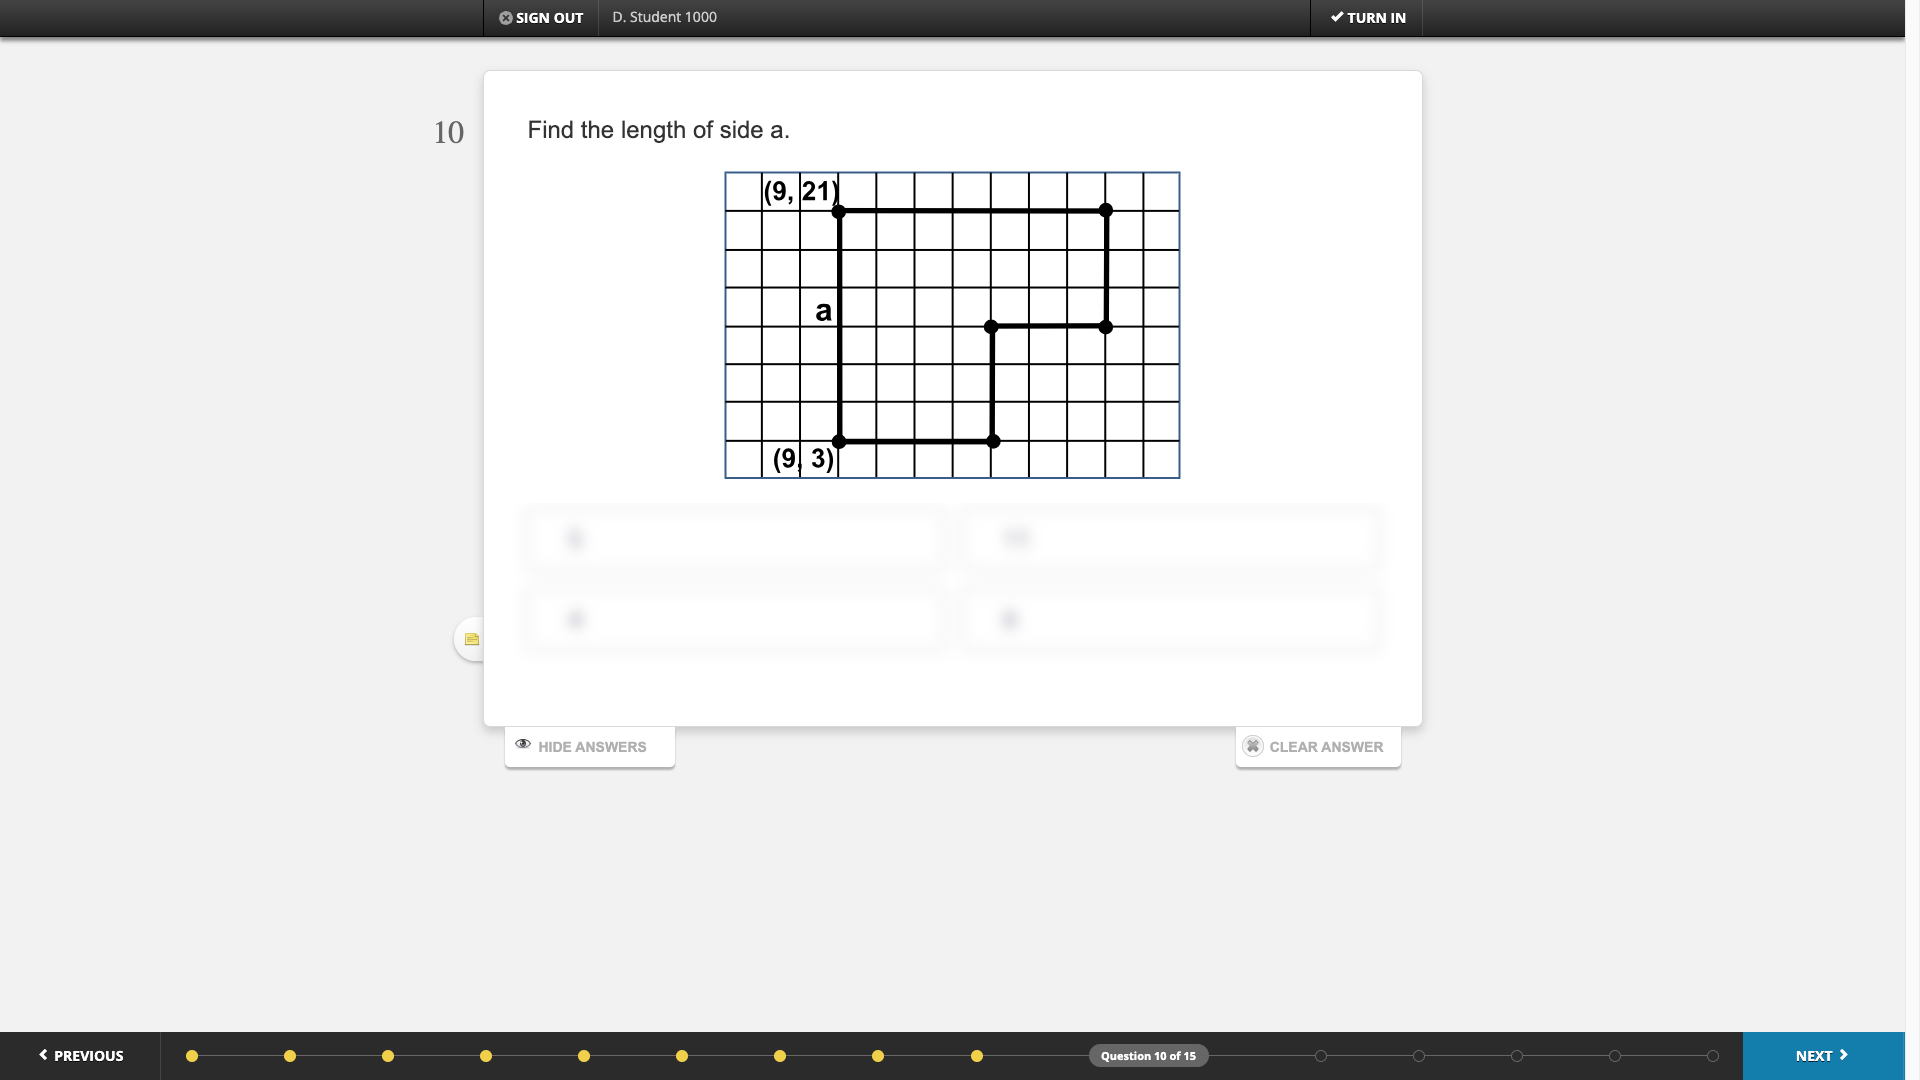 SIGN OUT
D. Student 1000
TURN IN
10
Find the length of side a.
(9, 21)
a
(9, 3)
HIDE ANSWERS
CLEAR ANSWER
PREVIOUS
Question 10 of 15
NEXT